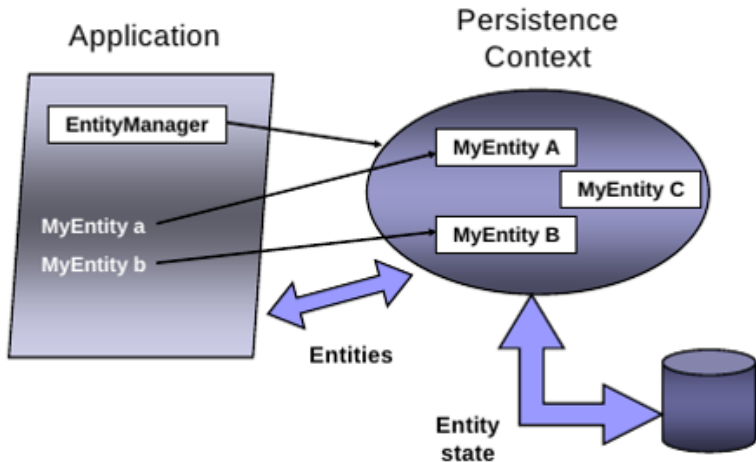 Application
Persistence
Context
EntityManager
MyEntity A
MyEntity C
MyEntity a
MyEntity B
MyEntity b
Entities
Entity
state